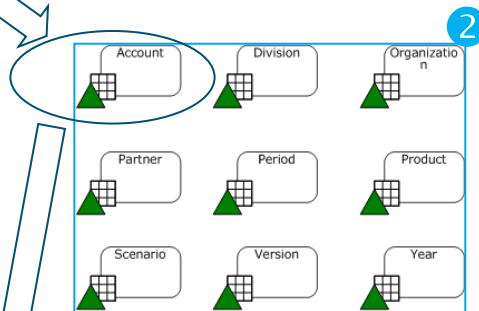 2
Account
Division
Organizatio
n
Partner
Period
Product
Scenario
Version
Year